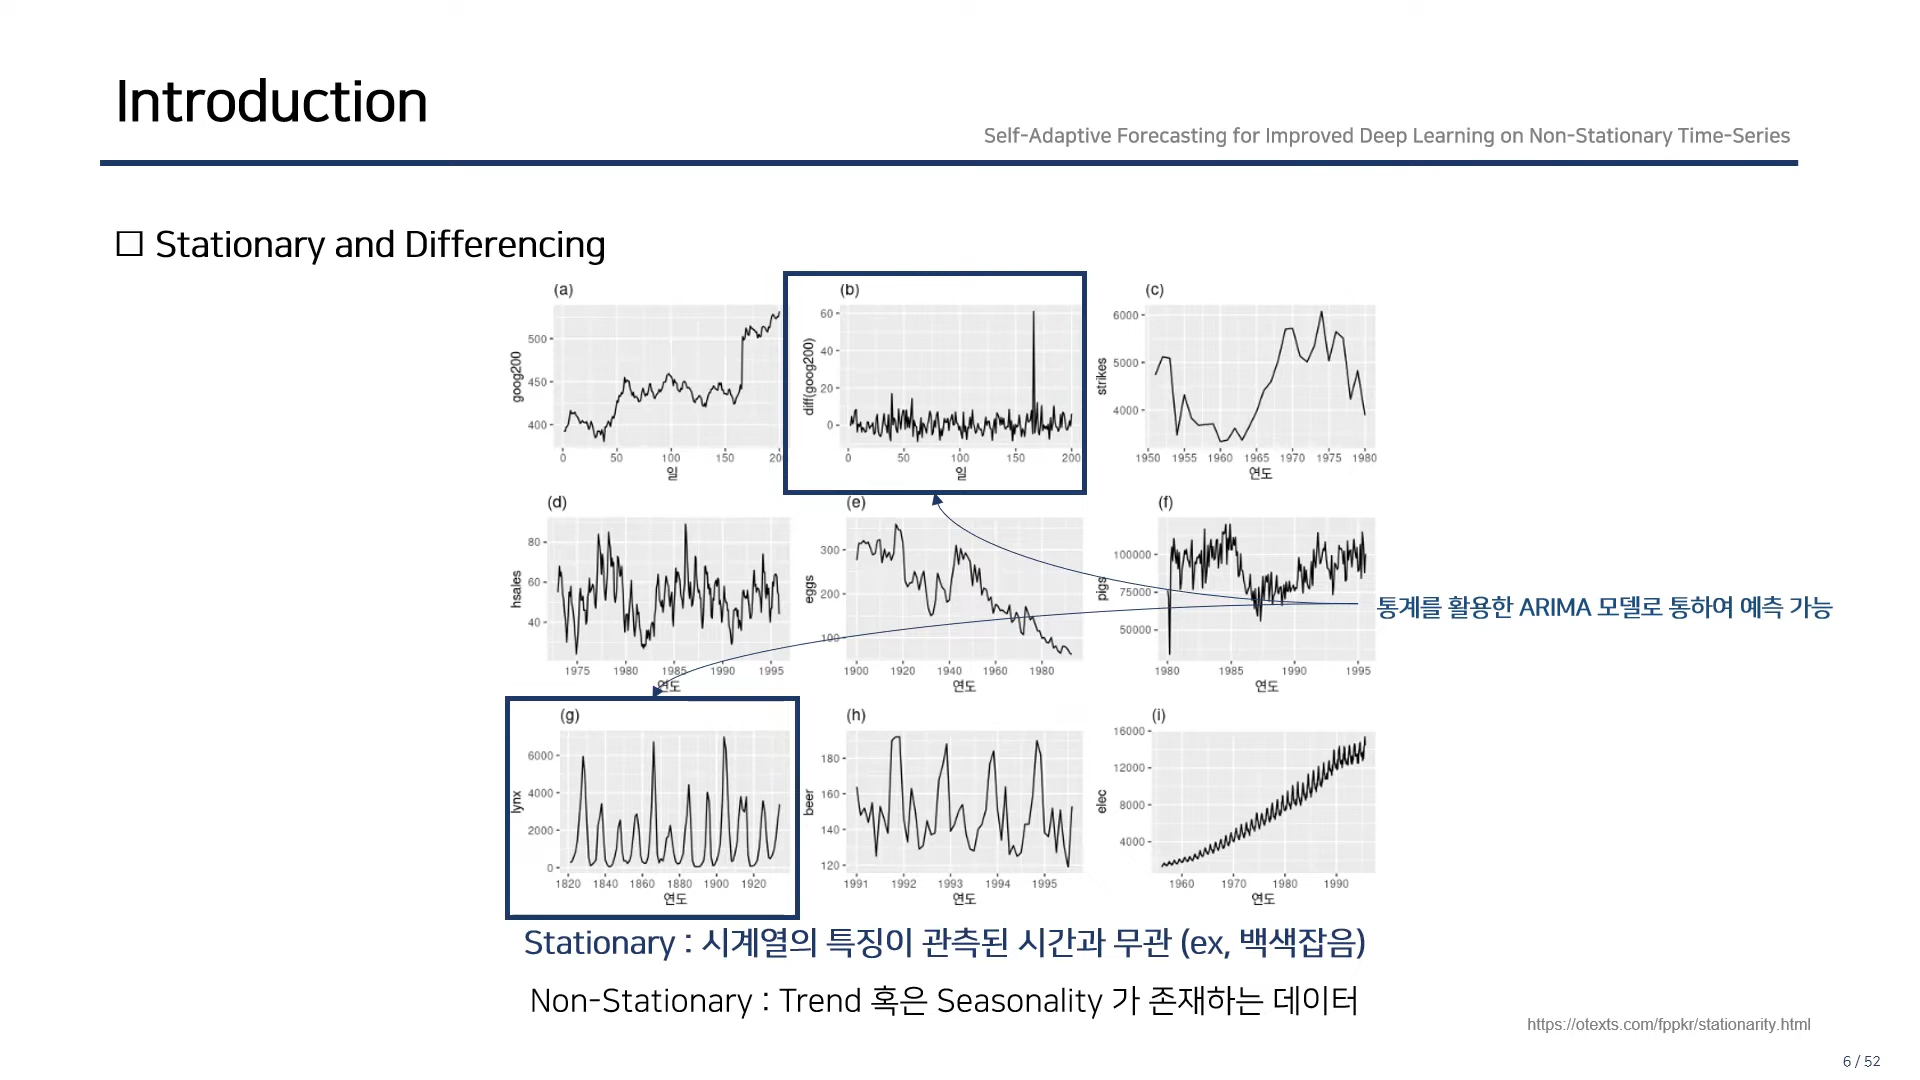 Introduction
Self-Adaptive Forecasting for Improved Deep Learning on Non-Stationary Time-Series
□ Stationary and Differencing
(a)
goog200
500
450
400
0 50 100 150 20
일
(b)
diff(goog200)
60
40
20
0
0 50 100 150 200
일
(c)
strikes
6000
5000
4000
1950 1955 1960 1965 1970 1975 1980
연도
(d)
hsales
80
60
40
1975 1980 1985 1990 1995
연도
(e)
eggs
300
200
100
1900 1920 1940 1960 1980
연도
(f)
pigs
100000
75000
50000
1980 1985 1990 1995
연도
통계를 활용한 ARIMA 모델로 통하여 예측 가능
(g)
lynx
6000
4000
2000
0
1820 1840 1860 1880 1900 1920
연도
(h)
beer
180
160
140
120
1991 1992 1993 1994 1995
연도
(i)
elec
16000
12000
8000
4000
1960 1970 1980 1990
연도
Stationary : 시계열의 특징이 관측된 시간과 무관 (ex, 백색잡음)
Non-Stationary : Trend 혹은 Seasonality 가 존재하는 데이터
https://otexts.com/fppkr/stationarity.html
6 / 52